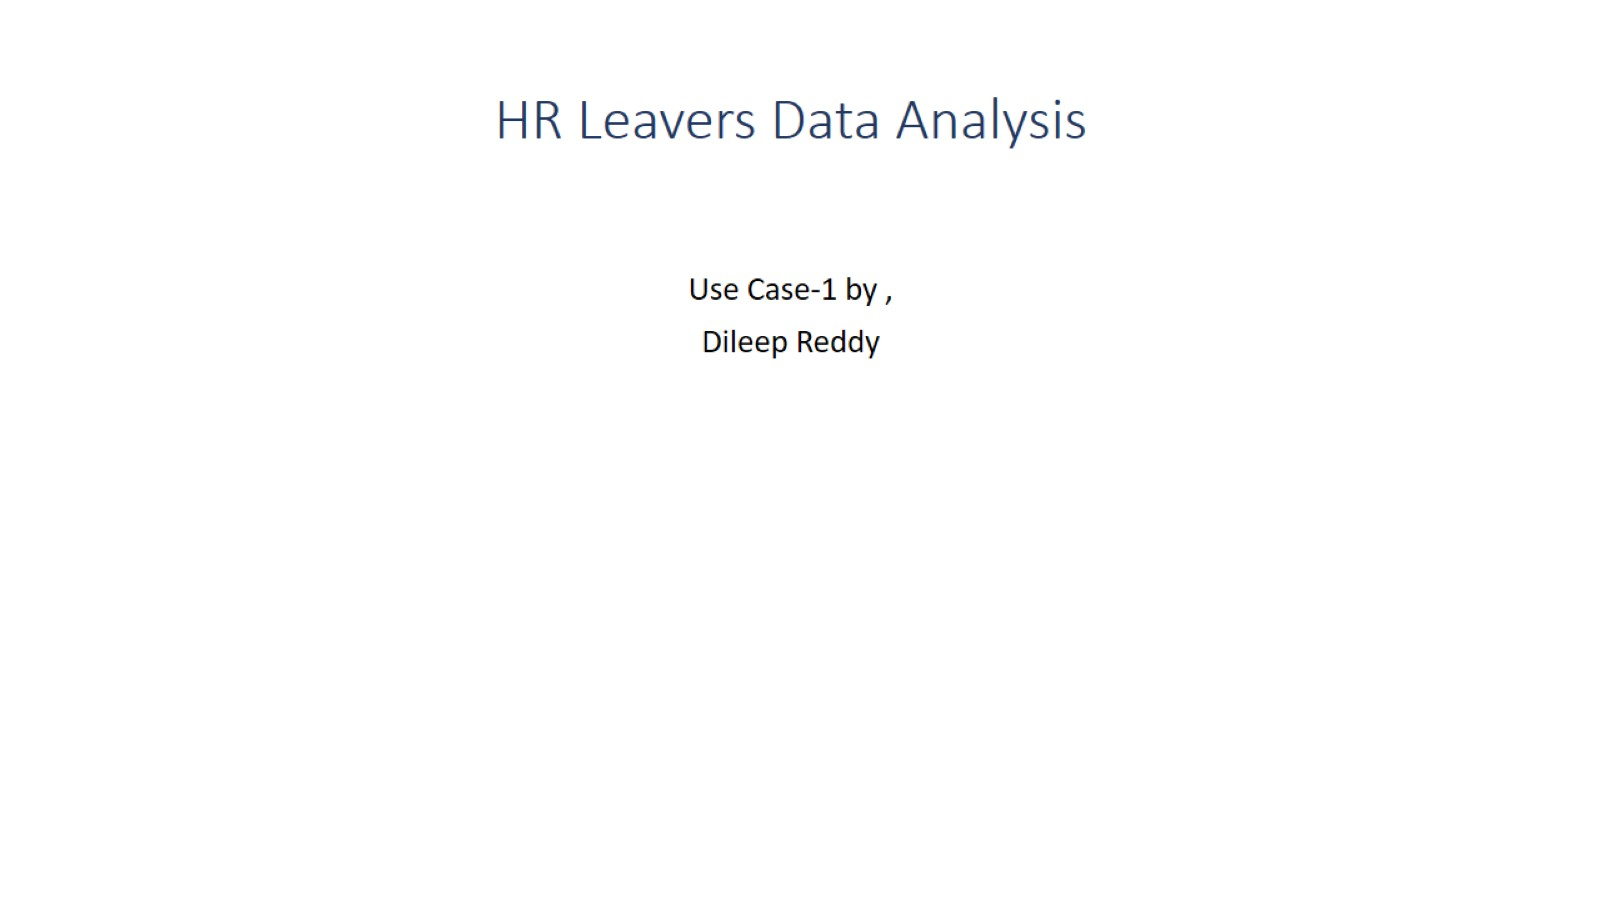 HR Leavers Data Analysis
Use Case-1 by ,
Dileep Reddy